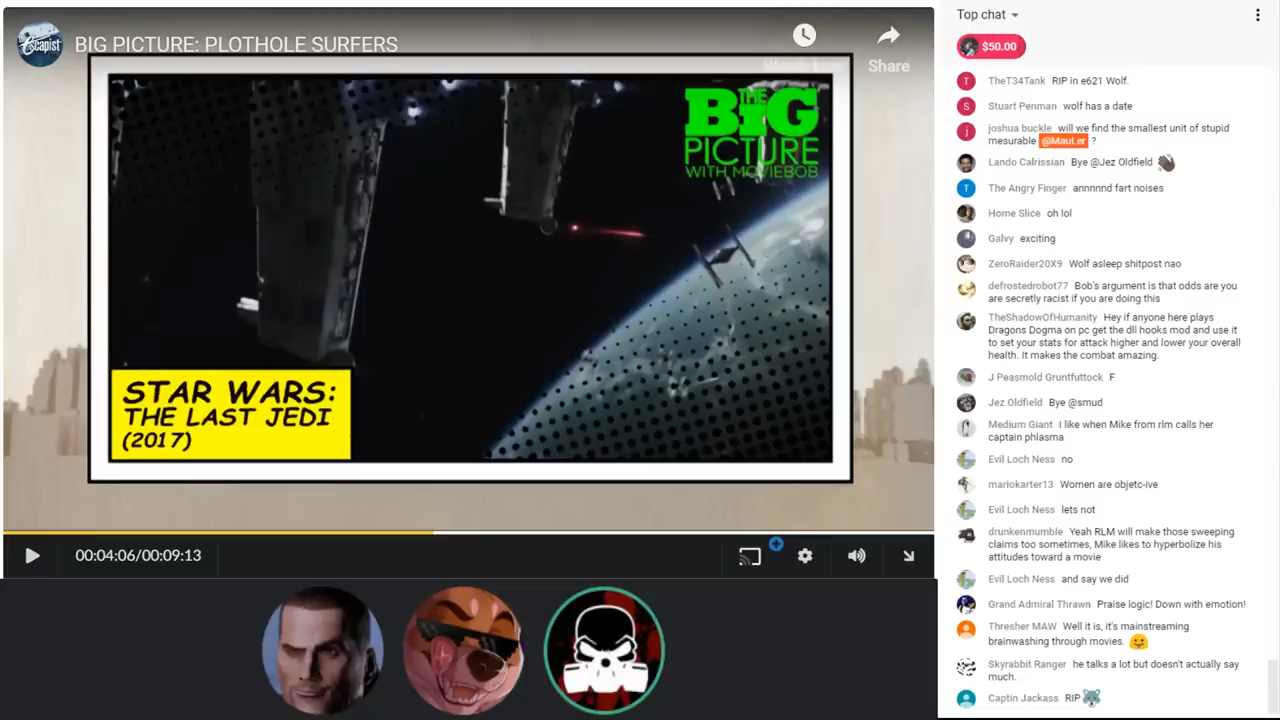 Escapist
BIG PICTURE: PLOTHOLE SURFERS
Share
THE
BIG
PICTURE
WITH MOVIEBOB
STAR WARS:
THE LAST JEDI
(2017)
00:04:06/00:09:13
Top chat
$50.00
T TheT34Tank RIP in e621 Wolf.
S Stuart Penman wolf has a date
j joshua buckle will we find the smallest unit of stupid
mesurable @MauLer ?
Lando Calrissian Bye @Jez Oldfield
T The Angry Finger annnnnd fart noises
Home Slice oh lol
Galvy exciting
ZeroRaider20X9 Wolf asleep shitpost nao
defrostedrobot77 Bob's argument is that odds are you
are secretly racist if you are doing this
TheShadowOfHumanity Hey if anyone here plays
Dragons Dogma on pc get the dll hooks mod and use it
to set your stats for attack higher and lower your overall
health. It makes the combat amazing.
J Peasmold Gruntfuttock F
Jez Oldfield Bye @smud
Medium Giant I like when Mike from rlm calls her
captain phlasma
Evil Loch Ness no
mariokarter13 Women are objetc-ive
Evil Loch Ness lets not
drunkenmumble Yeah RLM will make those sweeping
claims too sometimes, Mike likes to hyperbolize his
attitudes toward a movie
Evil Loch Ness and say we did
Grand Admiral Thrawn Praise logic! Down with emotion!
Thresher MAW Well it is, it's mainstreaming
brainwashing through movies.
Skyrabbit Ranger he talks a lot but doesn't actually say
much.
Captin Jackass RIP